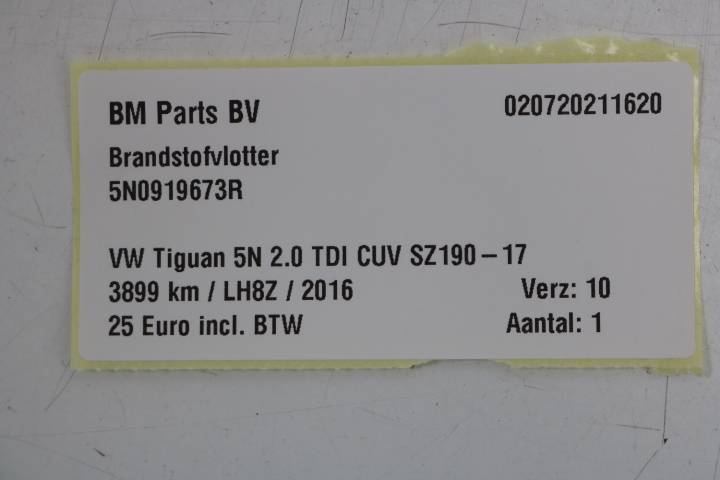 BM Parts BV 020720211620
Brandstofvlotter
5N0919673R
VW Tiguan 5N 2.0 TDI CUV SZ190-17
3899 km / LH8Z / 2016 Verz: 10
25 Euro incl. BTW Aantal: 1